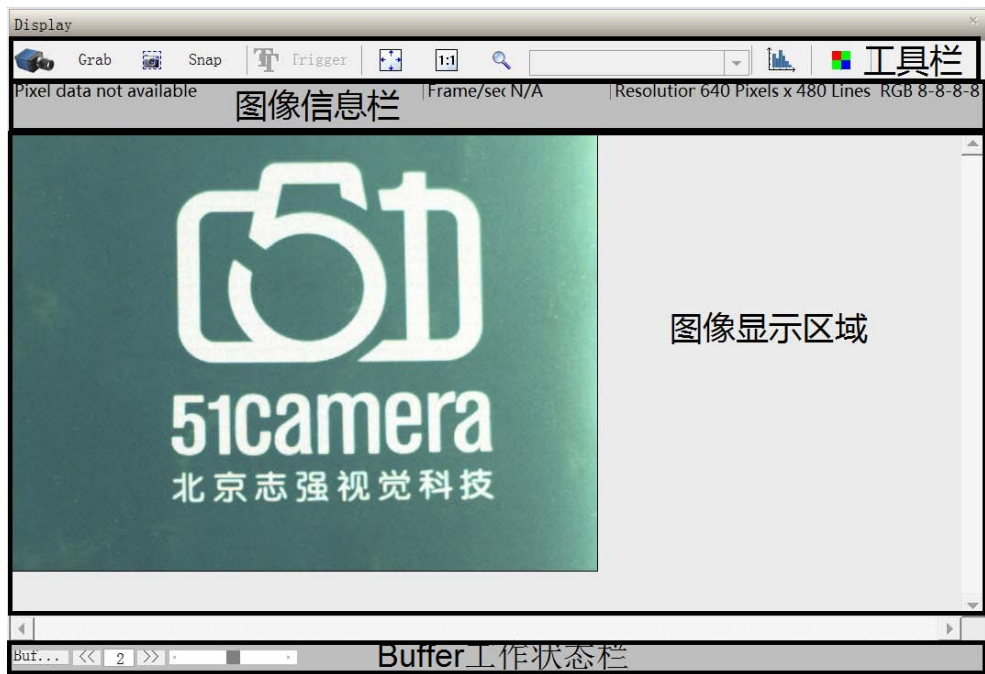 Display
Grab Snap Trigger 1:1 工具栏
Pixel data not available 图像信息栏 Frame/sec N/A Resolution 640 Pixels x 480 Lines RGB 8-8-8-8
51
图像显示区域
51camera
北京志强视觉科技
Buf... << 2 >> Buffer工作状态栏